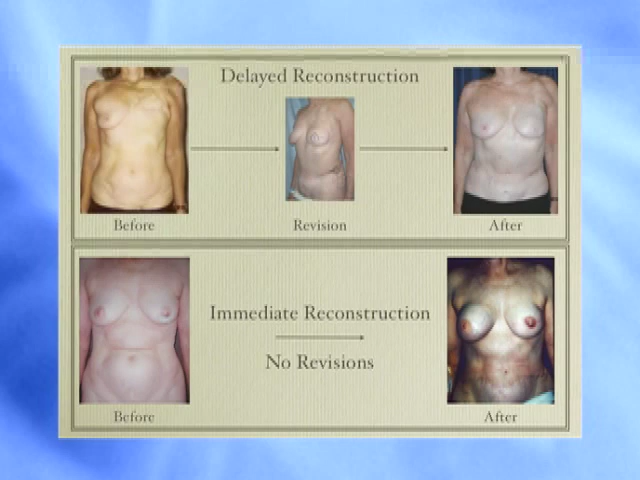 Delayed Reconstruction
Before
Revision
After
Immediate Reconstruction
No Revisions
Before
After